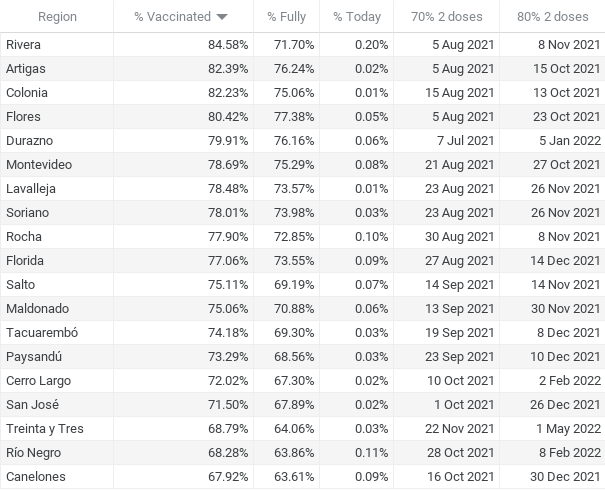 Region % Vaccinated % Fully % Today 70% 2 doses 80% 2 doses
Rivera 84.58% 71.70% 0.20% 5 Aug 2021 8 Nov 2021
Artigas 82.39% 76.24% 0.02% 5 Aug 2021 15 Oct 2021
Colonia 82.23% 75.06% 0.01% 15 Aug 2021 13 Oct 2021
Flores 80.42% 77.38% 0.05% 5 Aug 2021 23 Oct 2021
Durazno 79.91% 76.16% 0.06% 7 Jul 2021 5 Jan 2022
Montevideo 78.69% 75.29% 0.08% 21 Aug 2021 27 Oct 2021
Lavalleja 78.48% 73.57% 0.01% 23 Aug 2021 26 Nov 2021
Soriano 78.01% 73.98% 0.03% 23 Aug 2021 26 Nov 2021
Rocha 77.90% 72.85% 0.10% 30 Aug 2021 8 Nov 2021
Florida 77.06% 73.55% 0.09% 27 Aug 2021 14 Dec 2021
Salto 75.11% 69.19% 0.07% 14 Sep 2021 14 Nov 2021
Maldonado 75.06% 70.88% 0.06% 13 Sep 2021 30 Nov 2021
Tacuarembó 74.18% 69.30% 0.03% 19 Sep 2021 8 Dec 2021
Paysandú 73.29% 68.56% 0.03% 23 Sep 2021 10 Dec 2021
Cerro Largo 72.02% 67.30% 0.02% 10 Oct 2021 2 Feb 2022
San José 71.50% 67.89% 0.02% 1 Oct 2021 26 Dec 2021
Treinta y Tres 68.79% 64.06% 0.03% 22 Nov 2021 1 May 2022
Río Negro 68.28% 63.86% 0.11% 28 Oct 2021 8 Feb 2022
Canelones 67.92% 63.61% 0.09% 16 Oct 2021 30 Dec 2021